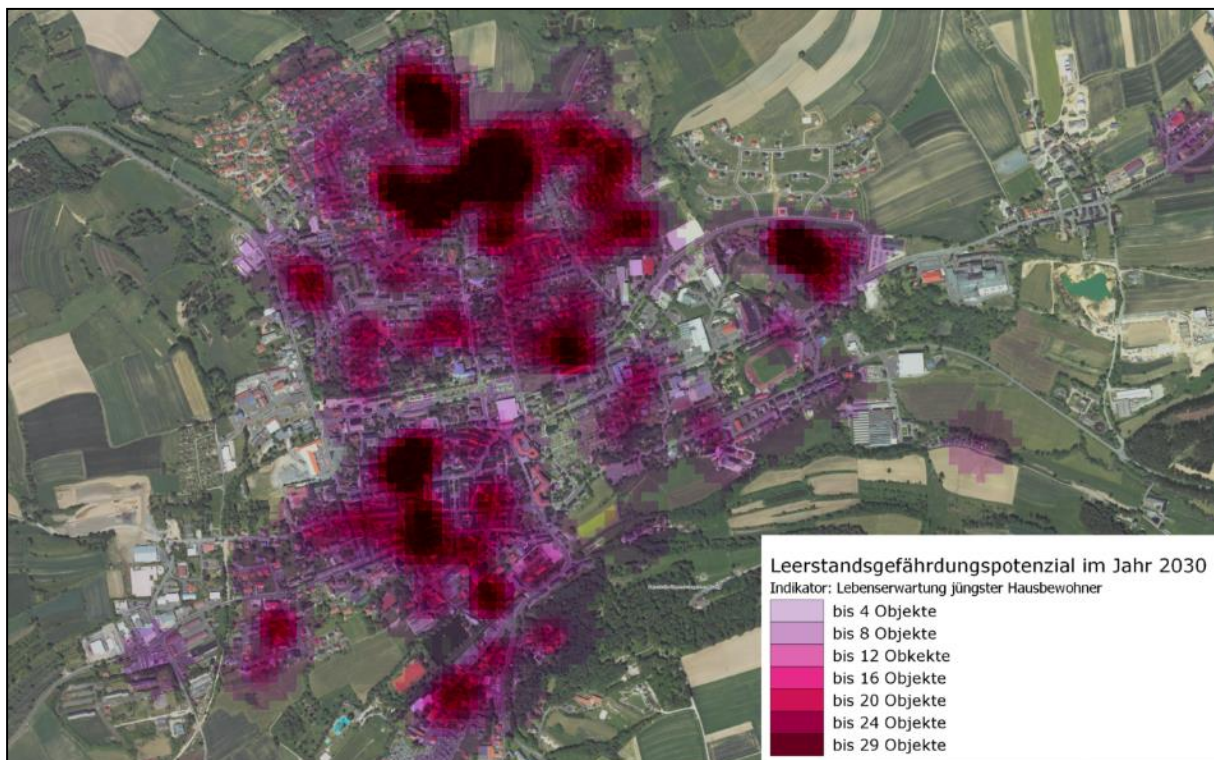 Leerstandsgefährdungspotenzial im Jahr 2030
Indikator: Lebenserwartung jüngster Hausbewohner
bis 4 Objekte
bis 8 Objekte
bis 12 Obkekte
bis 16 Objekte
bis 20 Objekte
bis 24 Objekte
bis 29 Objekte